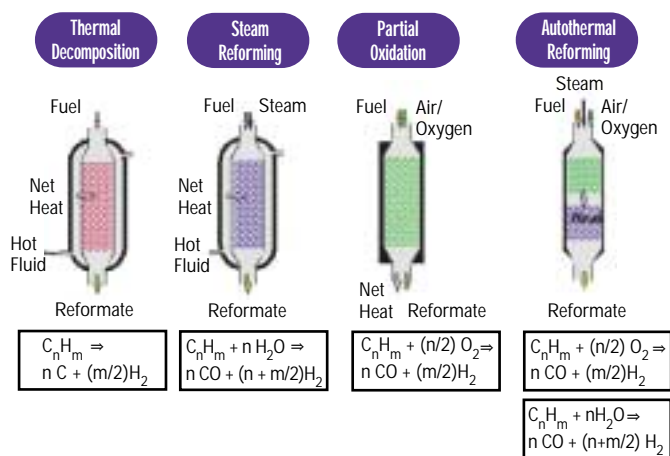 Thermal
Decomposition
Steam
Reforming
Partial
Oxidation
Autothermal
Reforming
Fuel
Net
Heat
Hot
Fluid
Reformate
CₙHₘ ⇒
n C + (m/2)H₂
Fuel Steam
Net
Heat
Hot
Fluid
Reformate
CₙHₘ + n H₂O ⇒
n CO + (n + m/2)H₂
Fuel Air/
Oxygen
Net
Heat
Reformate
CₙHₘ + (n/2) O₂⇒
n CO + (m/2)H₂
Steam
Fuel Air/
Oxygen
Reformate
CₙHₘ + (n/2) O₂⇒
n CO + (m/2)H₂
CₙHₘ + nH₂O⇒
n CO + (n+m/2) H₂